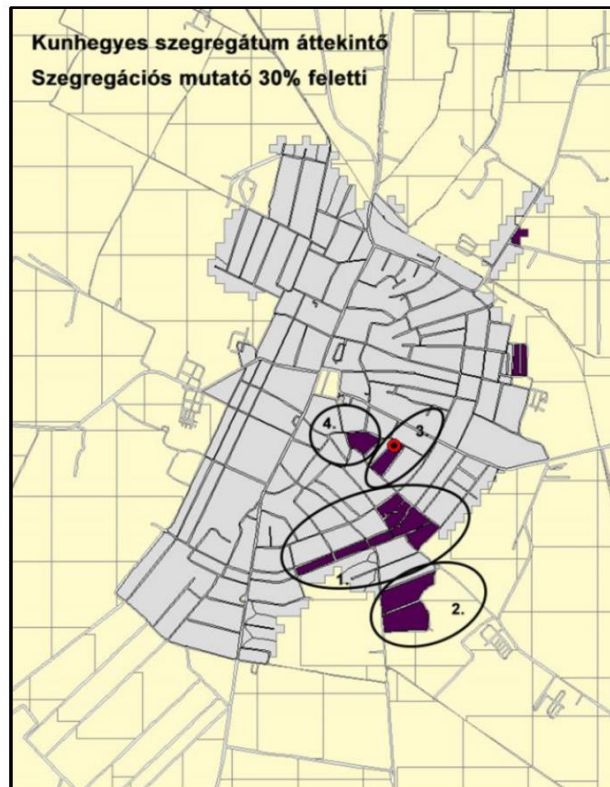 Kunhegyes szegregátum áttekintő
Szegregációs mutató 30% feletti
4.
3.
1.
2.